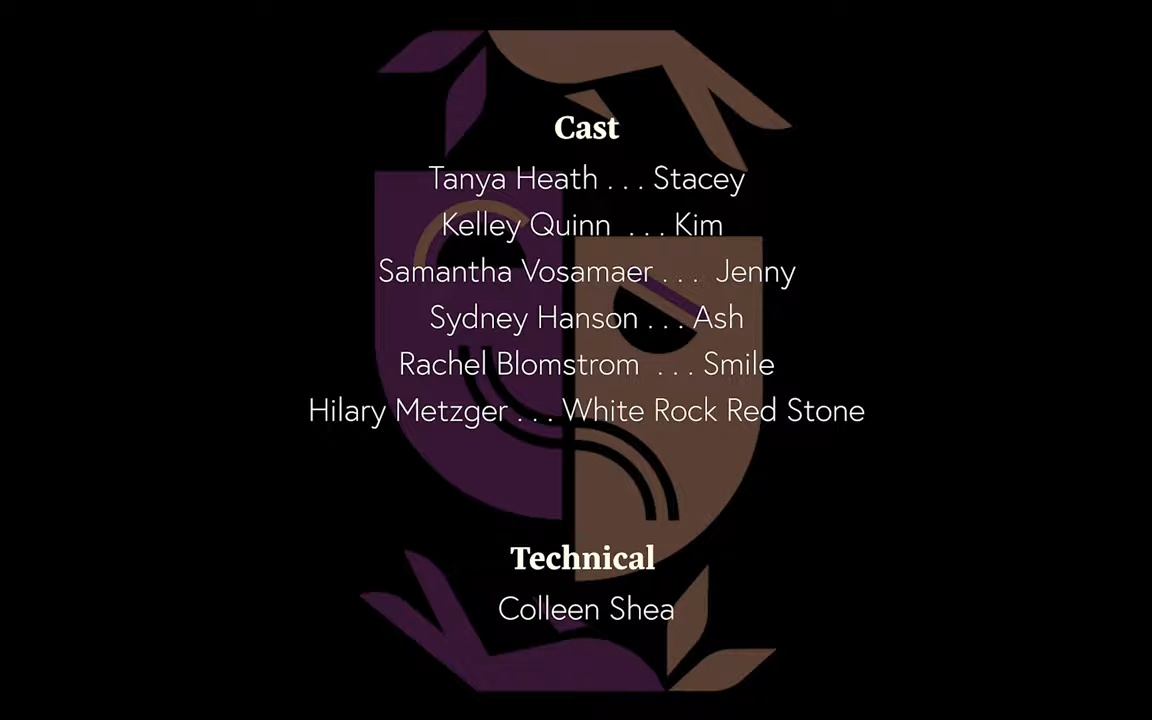 Cast
Tanya Heath . . . Stacey
Kelley Quinn . . . Kim
Samantha Vosamaer . . . Jenny
Sydney Hanson . . . Ash
Rachel Blomstrom . . . Smile
Hilary Metzger . . . White Rock Red Stone
Technical
Colleen Shea